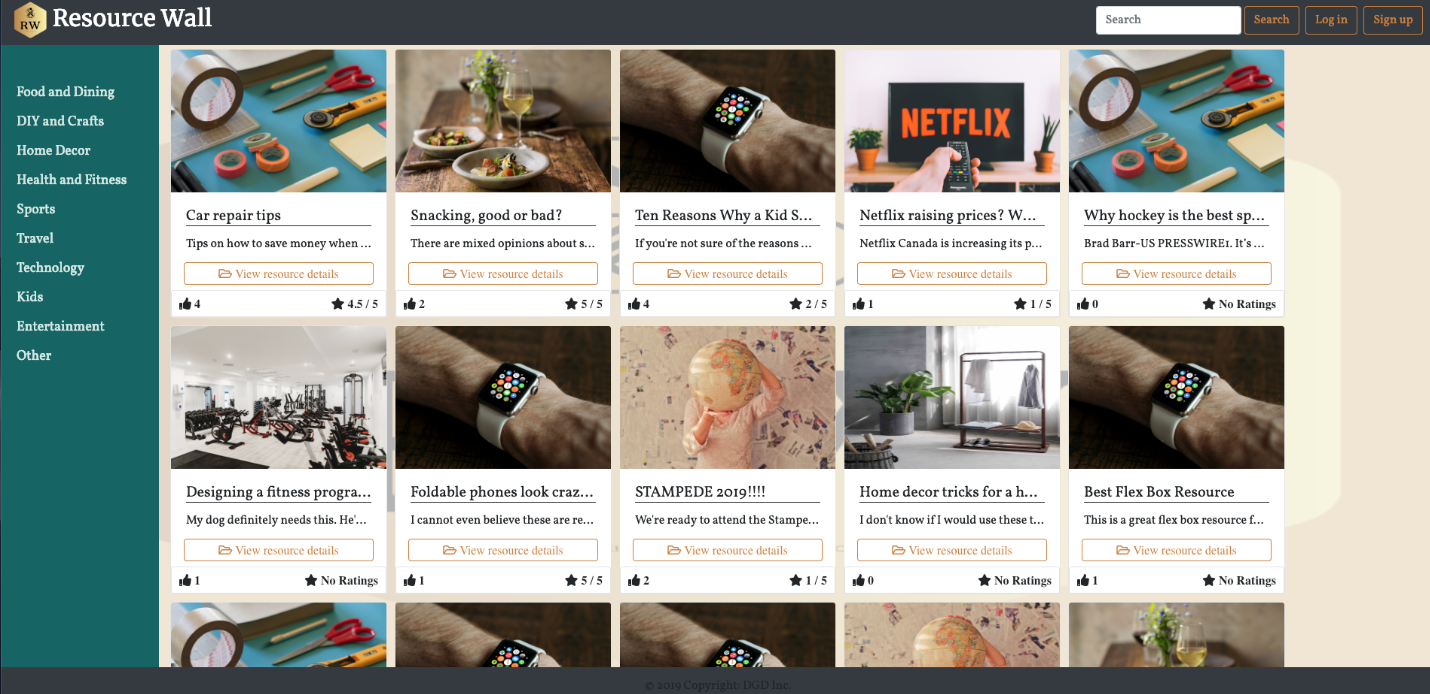 RW Resource Wall
Search
Search
Log in
Sign up
Food and Dining
DIY and Crafts
Home Decor
Health and Fitness
Sports
Travel
Technology
Kids
Entertainment
Other
Car repair tips
Tips on how to save money when ...
View resource details
4
4.5 / 5
Snacking, good or bad?
There are mixed opinions about s...
View resource details
2
5 / 5
Ten Reasons Why a Kid S...
If you're not sure of the reasons ...
View resource details
4
2 / 5
NETFLIX
Netflix raising prices? W...
Netflix Canada is increasing its p...
View resource details
1
1 / 5
Why hockey is the best sp...
Brad Barr-US PRESSWIRE1. It's ...
View resource details
0
No Ratings
Designing a fitness progra...
My dog definitely needs this. He'...
View resource details
1
No Ratings
Foldable phones look craz...
I cannot even believe these are re...
View resource details
1
5 / 5
STAMPEDE 2019!!!!
We're ready to attend the Stampe...
View resource details
2
1 / 5
Home decor tricks for a h...
I don't know if I would use these t...
View resource details
0
No Ratings
Best Flex Box Resource
This is a great flex box resource f...
View resource details
1
No Ratings
© 2019 Copyright: DGD Inc.